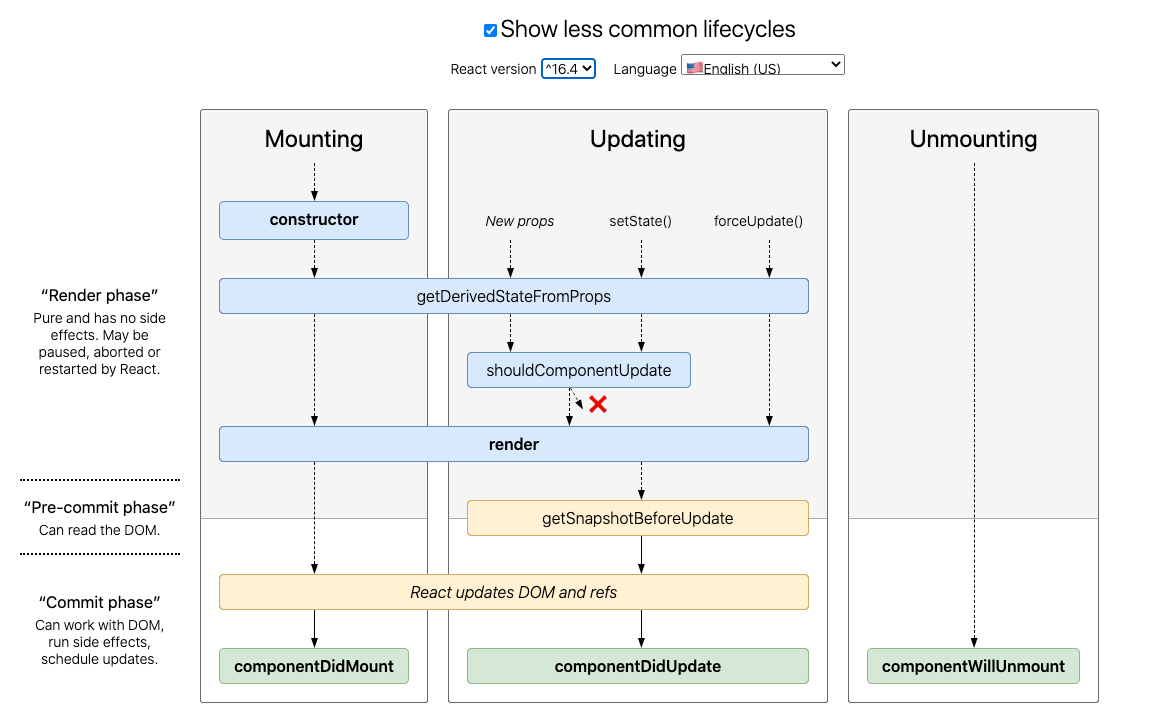 Show less common lifecycles
React version ^16.4 Language 🇺🇸English (US)
Mounting
Updating
Unmounting
constructor
New props
setState()
forceUpdate()
“Render phase”
Pure and has no side
effects. May be
paused, aborted or
restarted by React.
getDerivedStateFromProps
shouldComponentUpdate
render
“Pre-commit phase”
Can read the DOM.
getSnapshotBeforeUpdate
“Commit phase”
Can work with DOM,
run side effects,
schedule updates.
React updates DOM and refs
componentDidMount
componentDidUpdate
componentWillUnmount